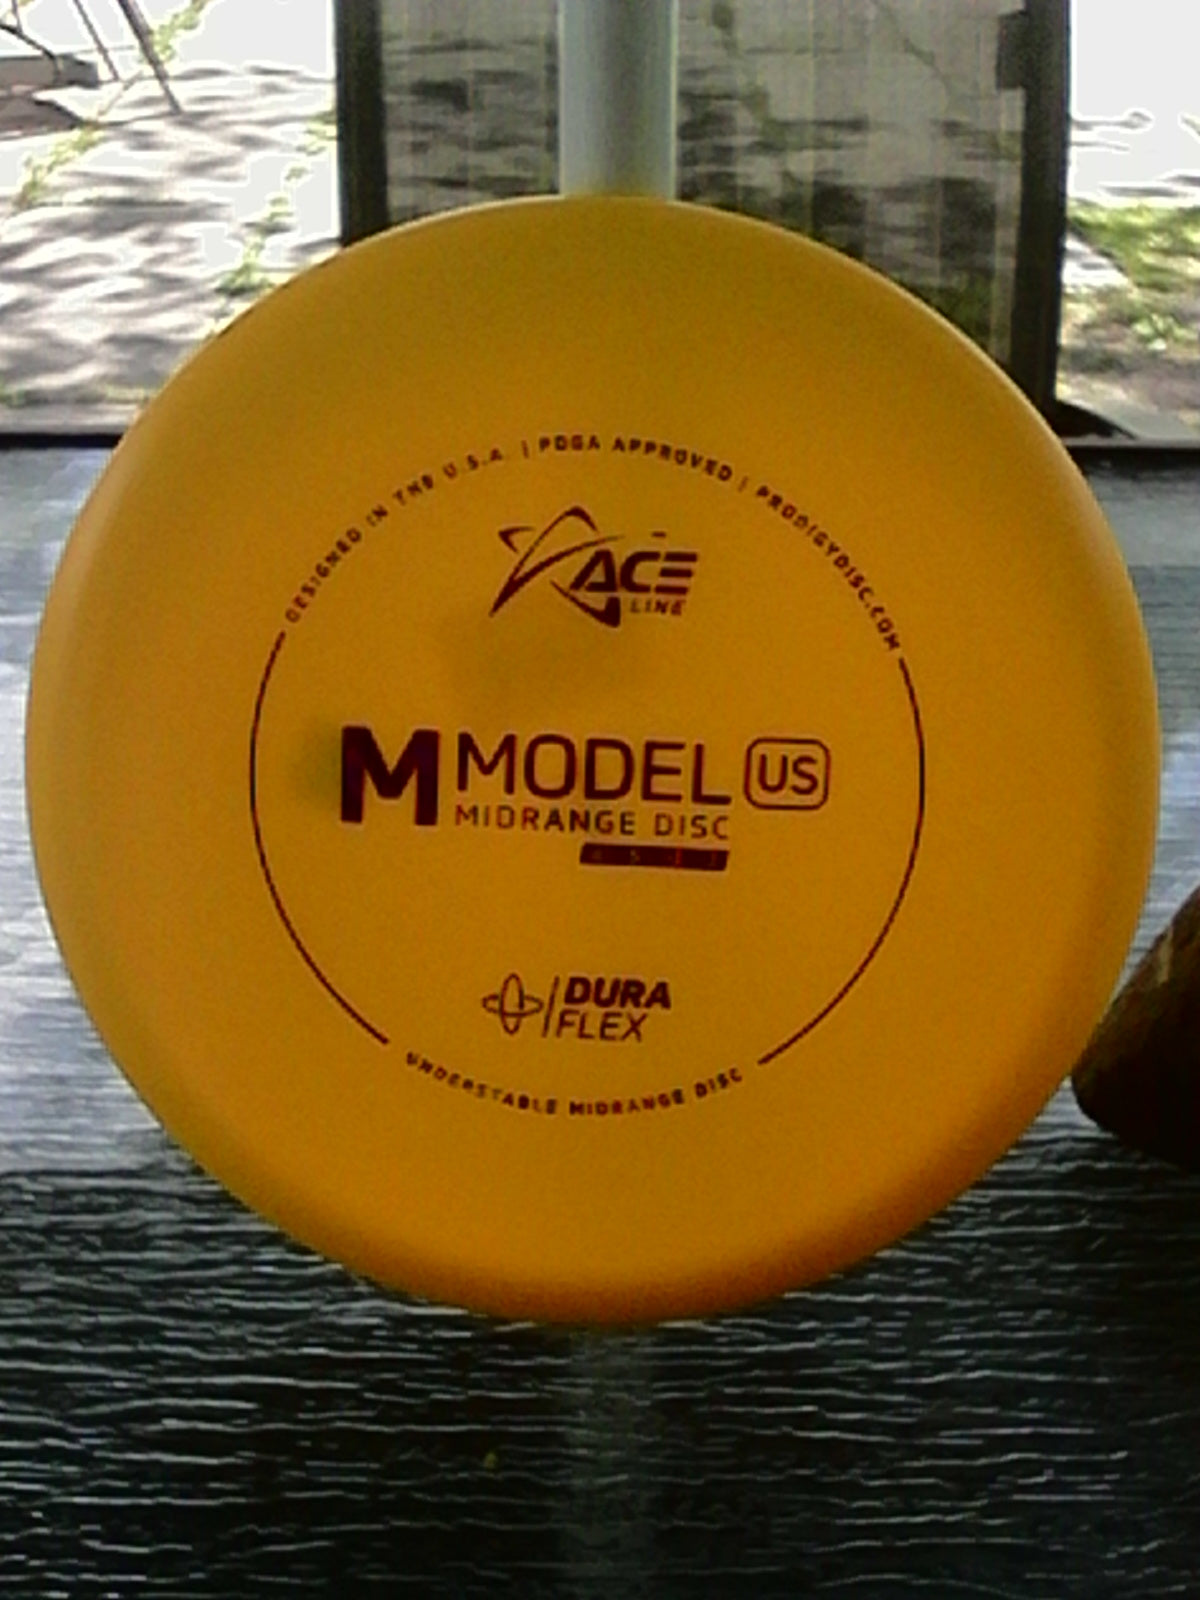 DESIGNED IN THE U.S.A. | PDGA APPROVED | PRODIGYDISC.COM
ACE
LINE
M MODEL US
MIDRANGE DISC
DURA
FLEX
UNDERSTABLE MIDRANGE DISC